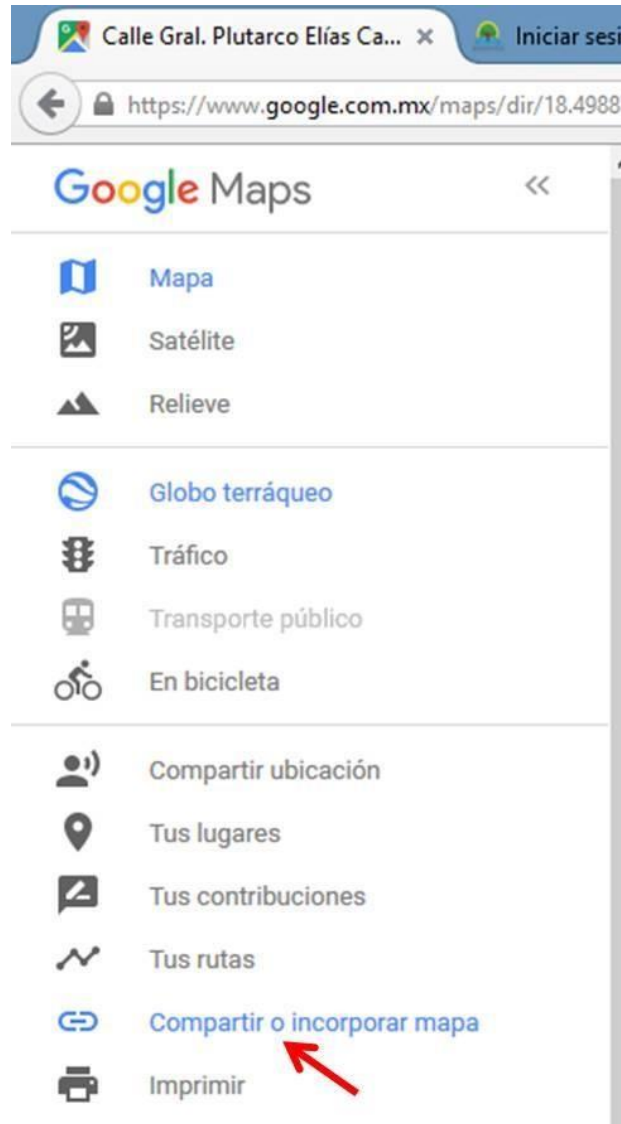 Calle Gral. Plutarco Elías Ca... × Iniciar sesi
https://www.google.com.mx/maps/dir/18.4988
Google Maps <<
Mapa
Satélite
Relieve
Globo terráqueo
Tráfico
Transporte público
En bicicleta
Compartir ubicación
Tus lugares
Tus contribuciones
Tus rutas
Compartir o incorporar mapa
Imprimir